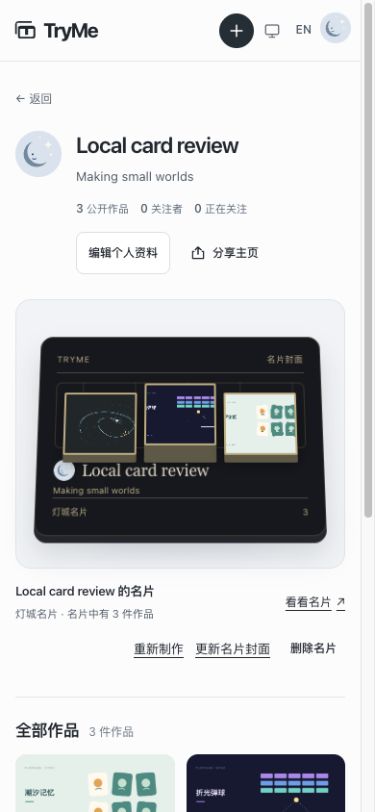 TryMe
EN
← 返回
Local card review
Making small worlds
3 公开作品 0 关注者 0 正在关注
编辑个人资料 分享主页
TRYME 名片封面
Local card review
Making small worlds
灯城名片 3
Local card review 的名片
看看名片 ↗
灯城名片 · 名片中有 3 件作品
重新制作 更新名片封面 删除名片
全部作品 3 件作品
潮汐记忆
折光弹球